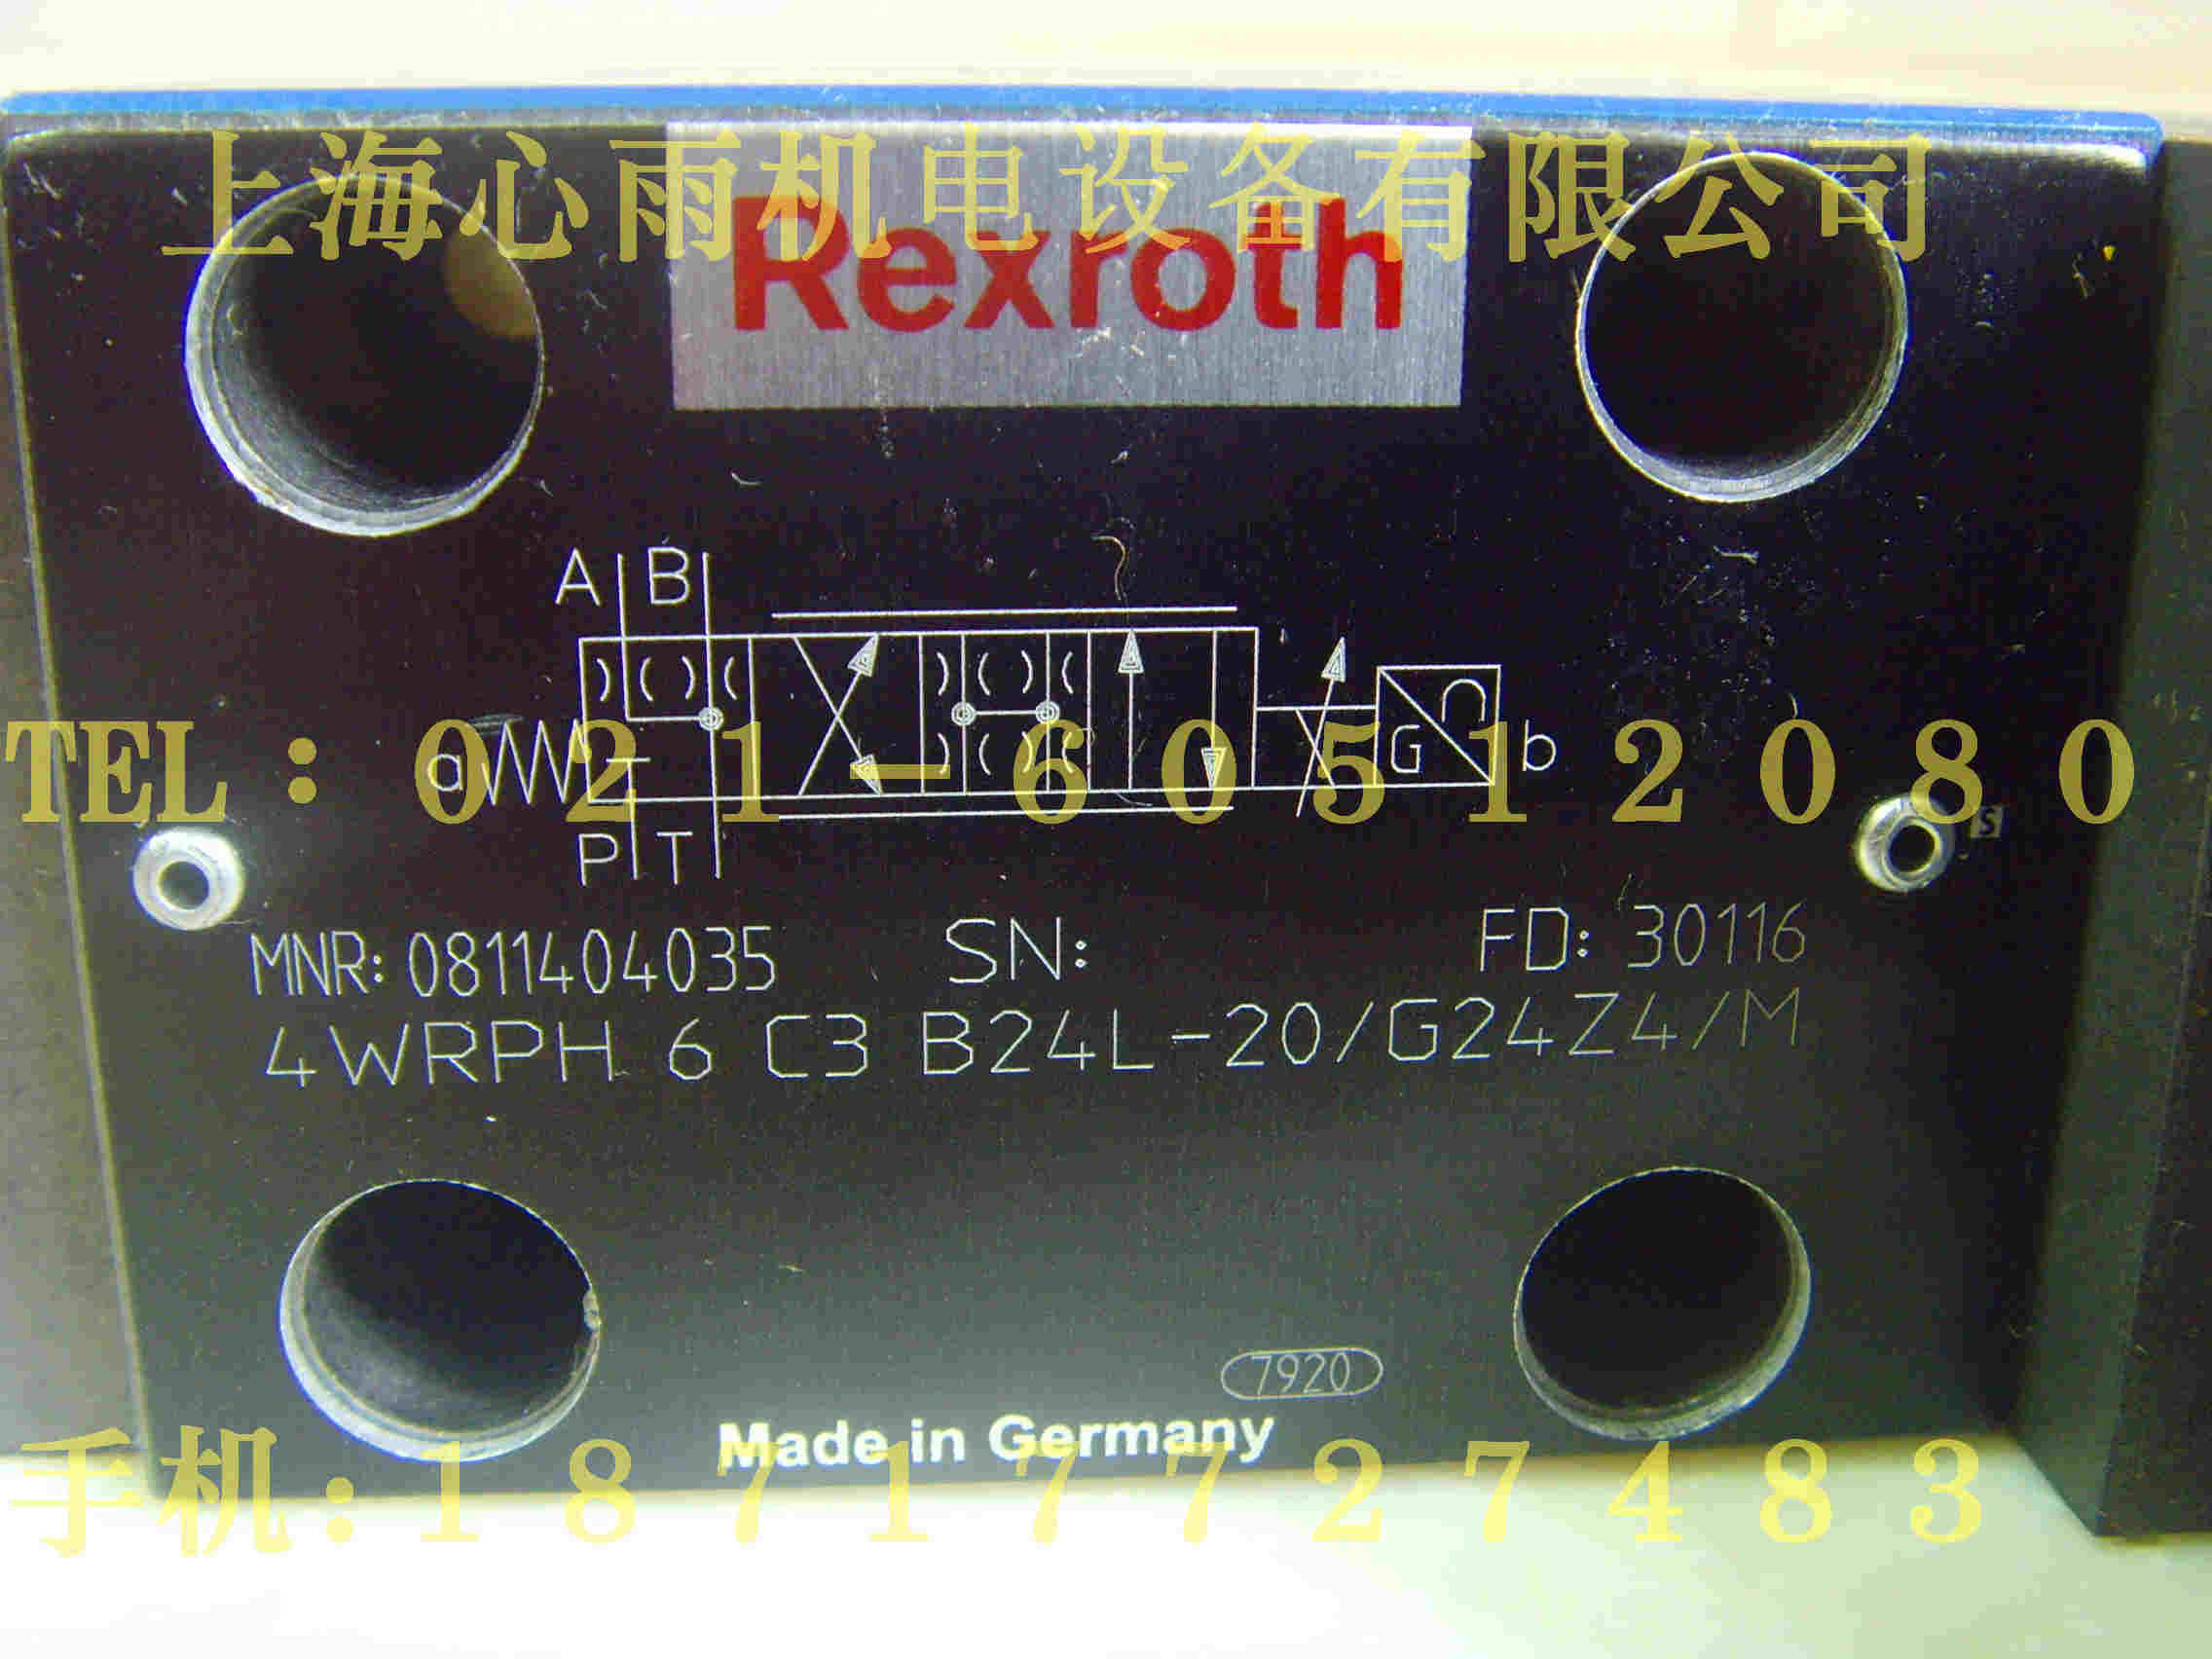 上海心雨机电设备有限公司
Rexroth
A B
a G b
TEL: 021-60512080
P T
S
MNR: 0811404035 SN: FD: 30116
4WRPH 6 C3 B24L-20/G24Z4/M
7920
Made in Germany
手机:18717727483